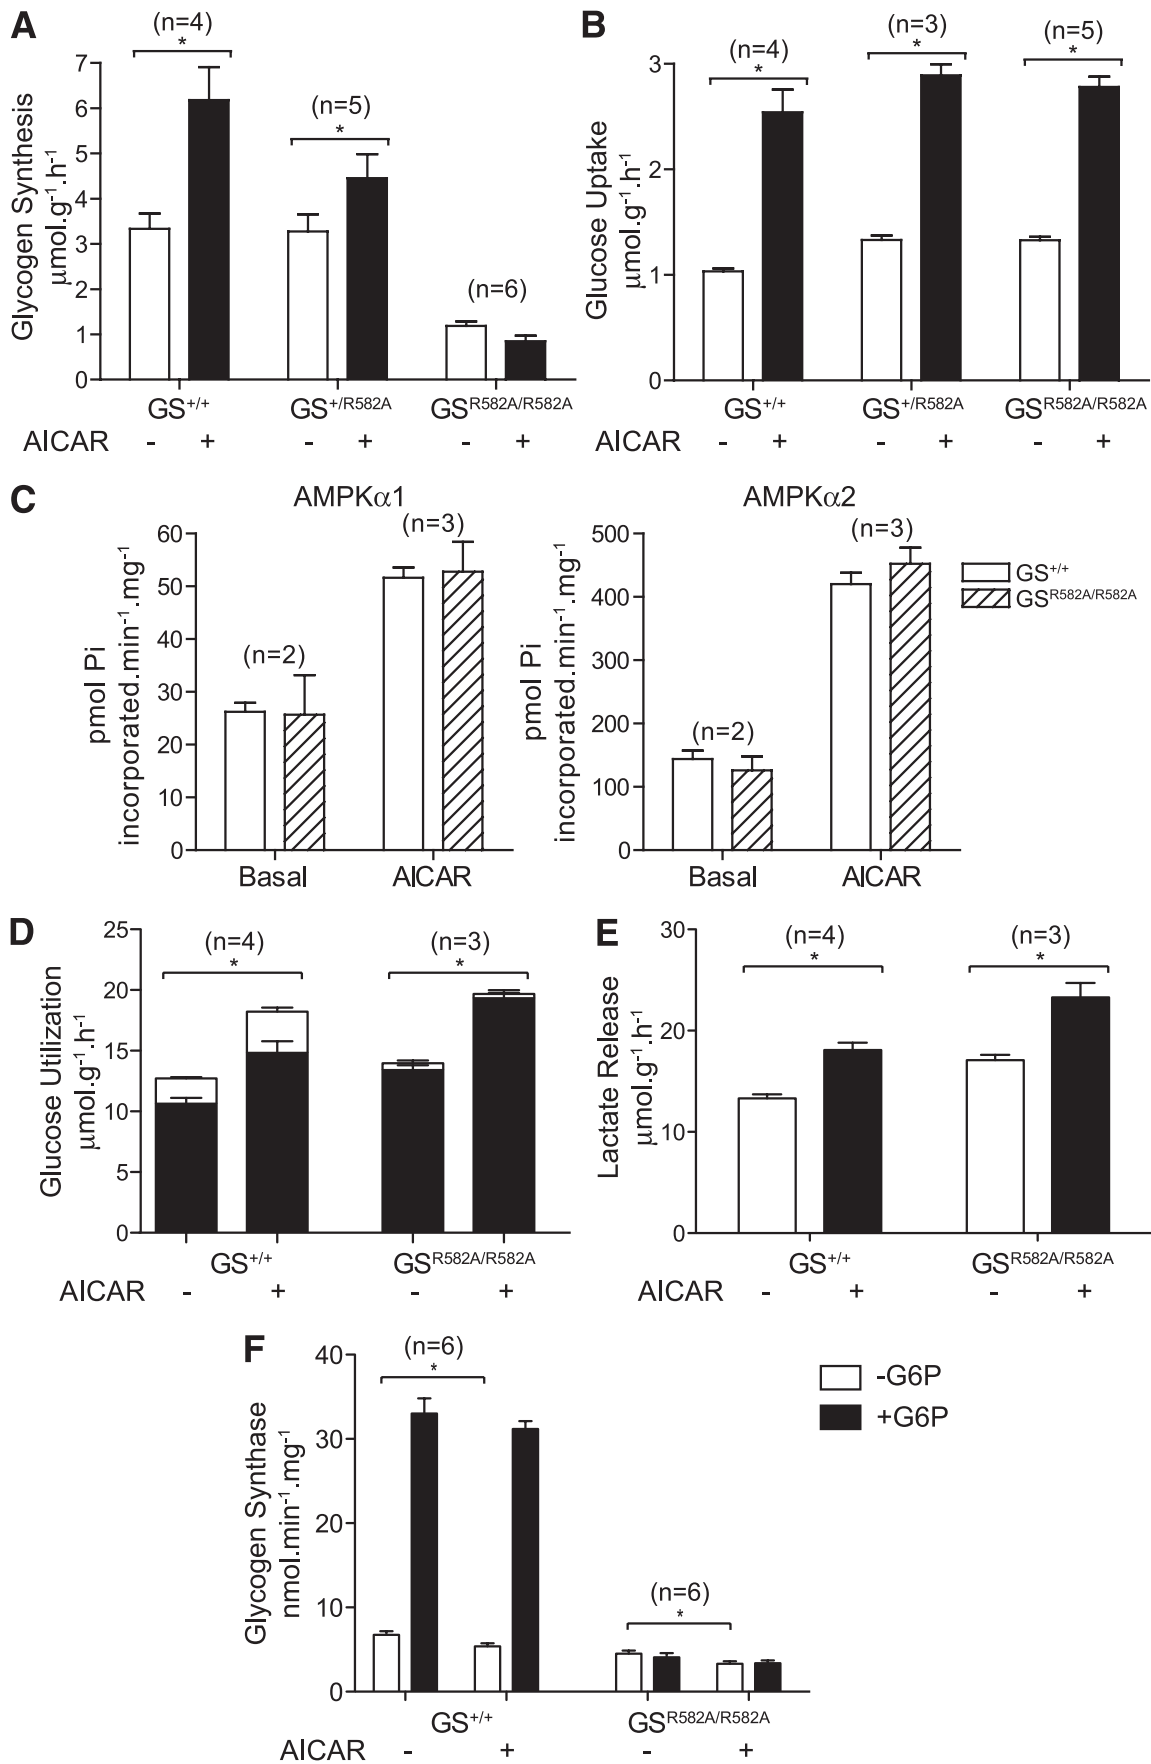 A
(n=4)
*
(n=5)
*
(n=6)
Glycogen Synthesis
µmol.g⁻¹.h⁻¹
7
6
5
4
3
2
1
0
GS⁺/⁺ GS⁺/R582A GSR582A/R582A
AICAR - + - + - +
B
(n=4)
*
(n=3)
*
(n=5)
*
Glucose Uptake
µmol.g⁻¹.h⁻¹
3
2
1
0
GS⁺/⁺ GS⁺/R582A GSR582A/R582A
AICAR - + - + - +
C
AMPKα1
(n=3)
(n=2)
pmol Pi
incorporated.min⁻¹.mg⁻¹
60
50
40
30
20
10
0
Basal AICAR
AMPKα2
(n=3)
(n=2)
pmol Pi
incorporated.min⁻¹.mg⁻¹
500
400
300
200
100
0
Basal AICAR
GS⁺/⁺
GSR582A/R582A
D
(n=4)
*
(n=3)
*
Glucose Utilization
µmol.g⁻¹.h⁻¹
25
20
15
10
5
0
GS⁺/⁺ GSR582A/R582A
AICAR - + - +
E
(n=4)
*
(n=3)
*
Lactate Release
µmol.g⁻¹.h⁻¹
30
20
10
0
GS⁺/⁺ GSR582A/R582A
AICAR - + - +
F
(n=6)
*
(n=6)
*
Glycogen Synthase
nmol.min⁻¹.mg⁻¹
40
30
20
10
0
GS⁺/⁺ GSR582A/R582A
AICAR - + - +
-G6P
+G6P